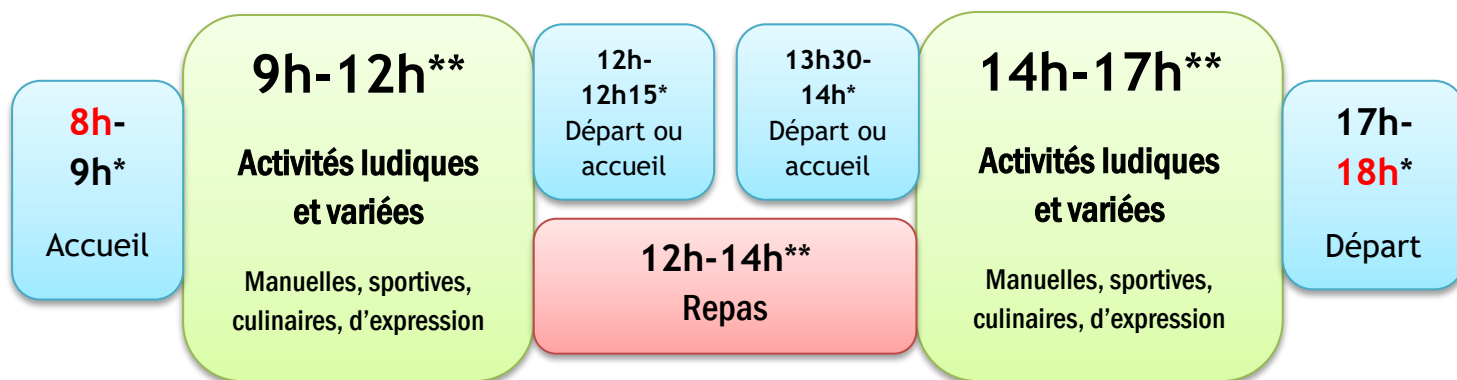 8h-
9h*
Accueil
9h-12h**
Activités ludiques
et variées
Manuelles, sportives,
culinaires, d'expression
12h-
12h15*
Départ ou
accueil
13h30-
14h*
Départ ou
accueil
12h-14h**
Repas
14h-17h**
Activités ludiques
et variées
Manuelles, sportives,
culinaires, d'expression
17h-
18h*
Départ